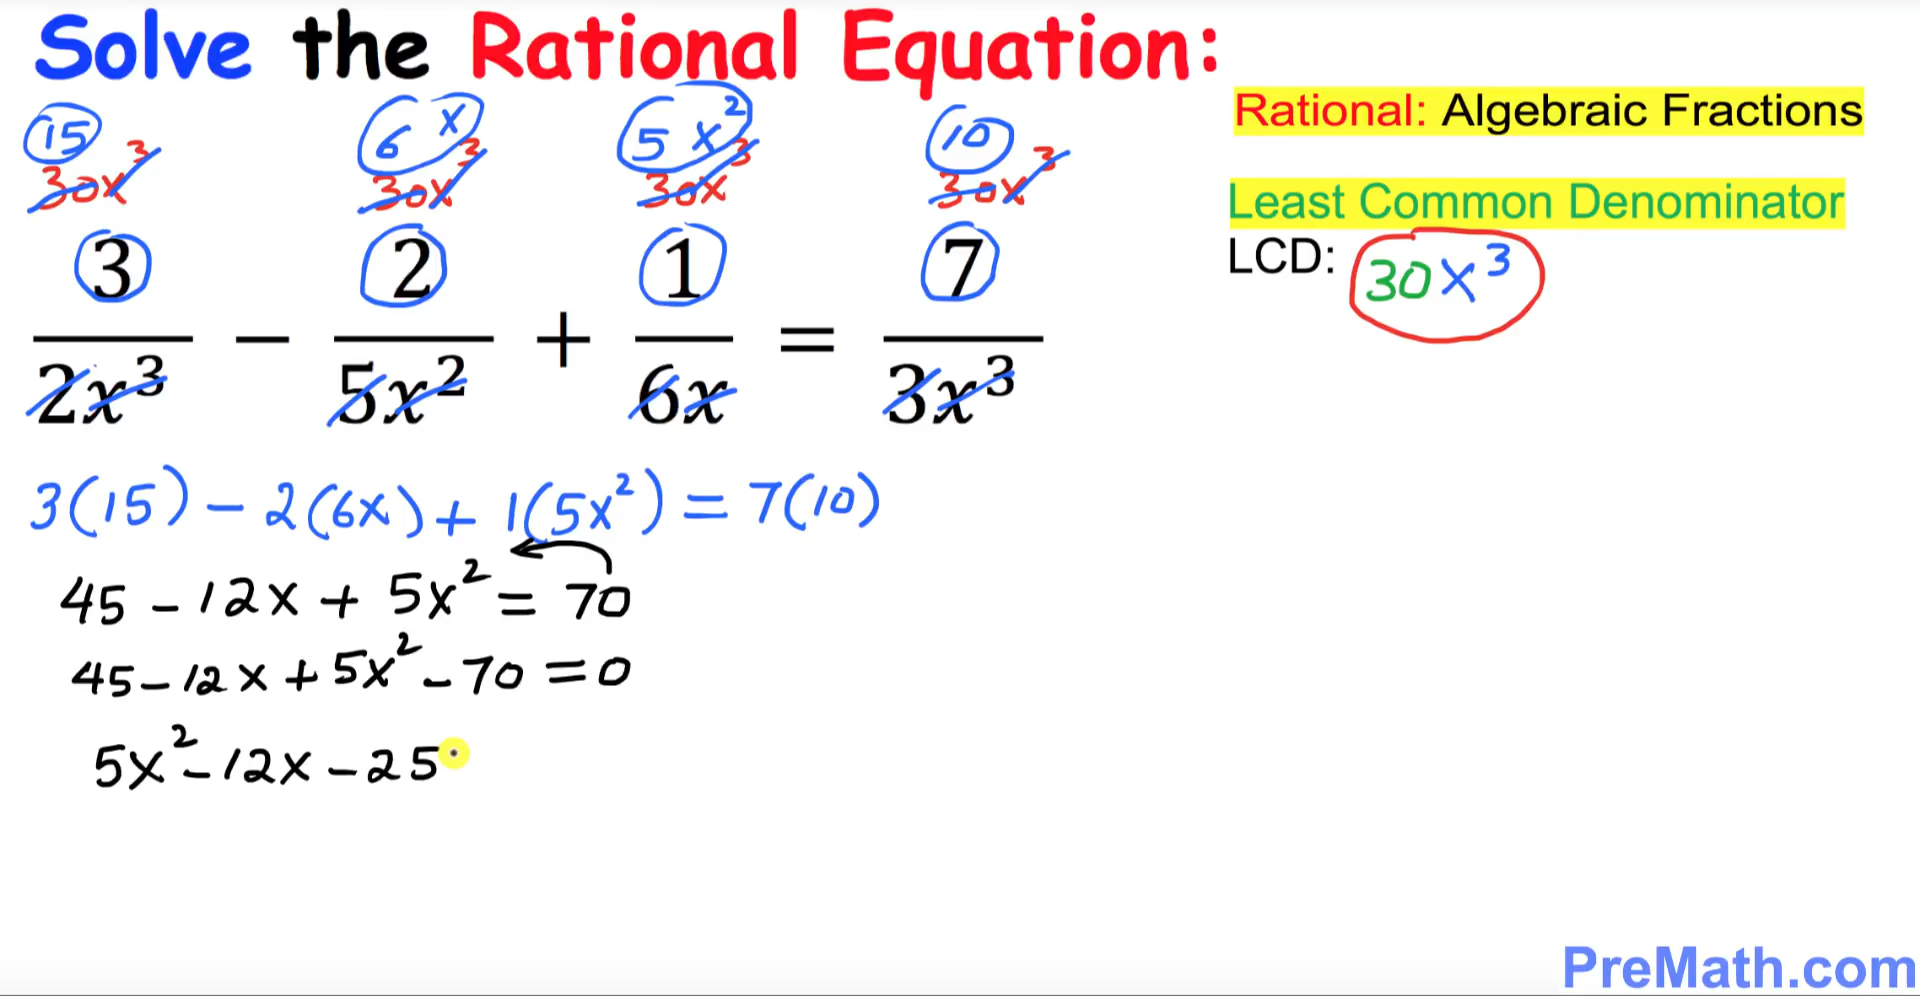 Solve the Rational Equation:
Rational: Algebraic Fractions
Least Common Denominator
LCD: 30x³
15 6x 5x² 10
30x³ 30x³ 30x³ 30x³
3/2x³ − 2/5x² + 1/6x = 7/3x³
3(15) − 2(6x) + 1(5x²) = 7(10)
45 − 12x + 5x² = 70
45 − 12x + 5x² − 70 = 0
5x² − 12x − 25
PreMath.com